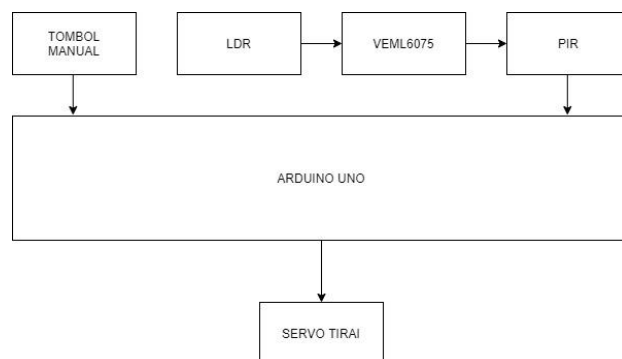 TOMBOL
MANUAL
LDR
VEML6075
PIR
ARDUINO UNO
SERVO TIRAI